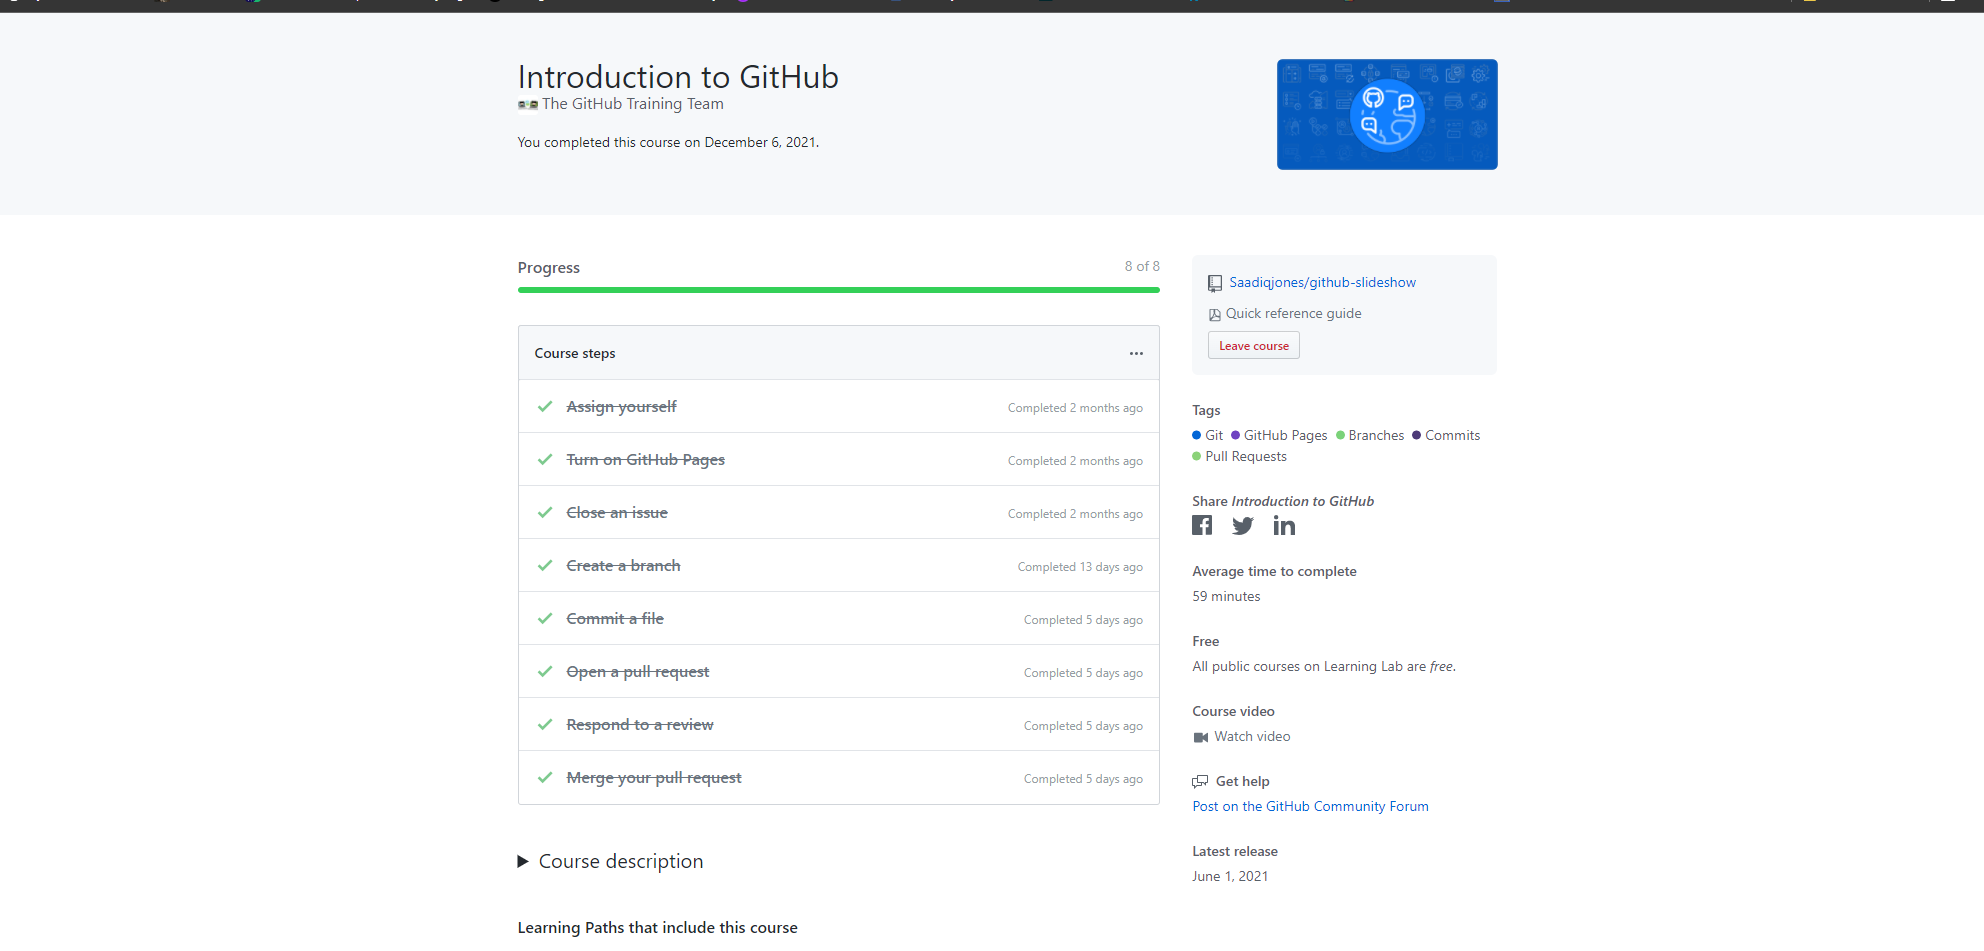 Introduction to GitHub
The GitHub Training Team
You completed this course on December 6, 2021.
Progress
8 of 8
Course steps
Assign yourself
Completed 2 months ago
Turn on GitHub Pages
Completed 2 months ago
Close an issue
Completed 2 months ago
Create a branch
Completed 13 days ago
Commit a file
Completed 5 days ago
Open a pull request
Completed 5 days ago
Respond to a review
Completed 5 days ago
Merge your pull request
Completed 5 days ago
Course description
Learning Paths that include this course
Saadiqjones/github-slideshow
Quick reference guide
Leave course
Tags
Git GitHub Pages Branches Commits
Pull Requests
Share Introduction to GitHub
Average time to complete
59 minutes
Free
All public courses on Learning Lab are free.
Course video
Watch video
Get help
Post on the GitHub Community Forum
Latest release
June 1, 2021